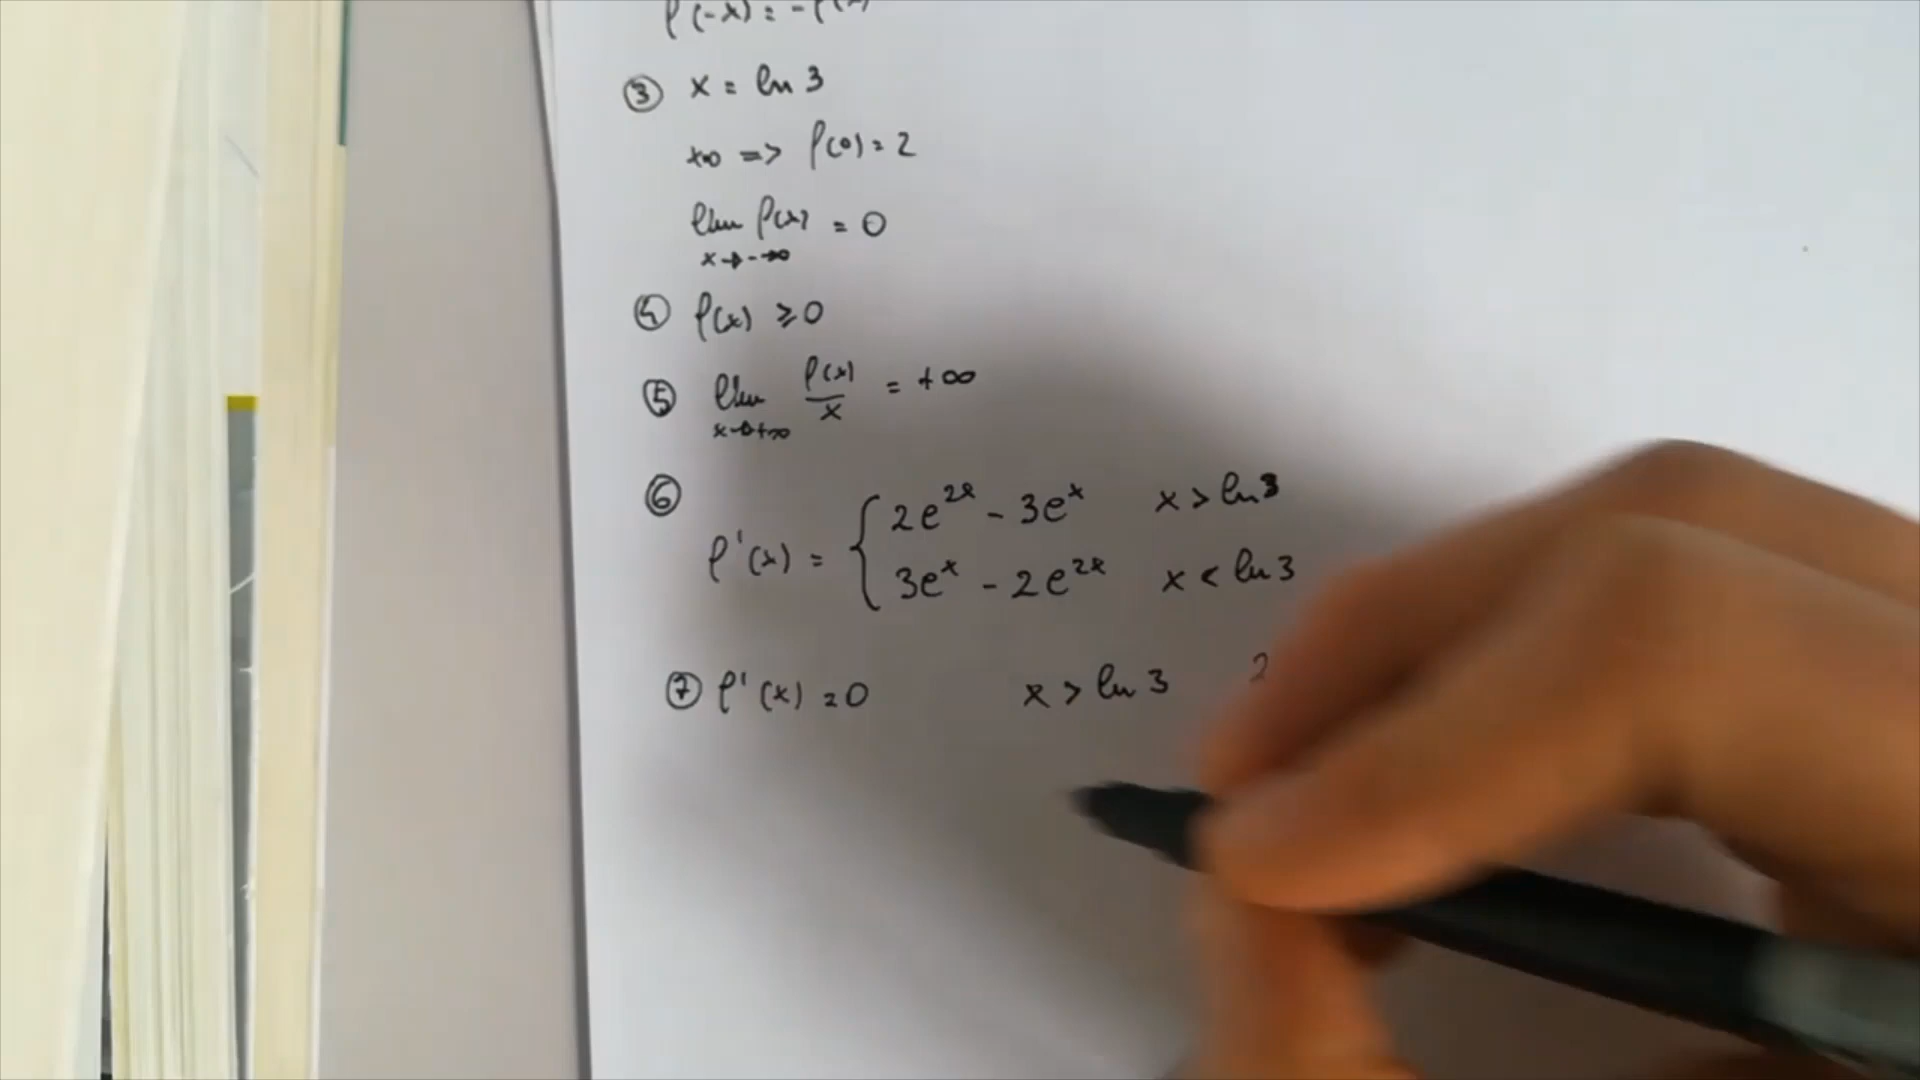 f(-x) = -f(x)
③ x = ln 3
x=0 => f(0) = 2
lim f(x) = 0
x→-∞
④ f(x) ≥ 0
⑤ lim f(x)/x = +∞
x→+∞
⑥
f'(x) = { 2e^{2x} - 3e^x x > ln 3
3e^x - 2e^{2x} x < ln 3
⑦ f'(x) = 0 x > ln 3 2